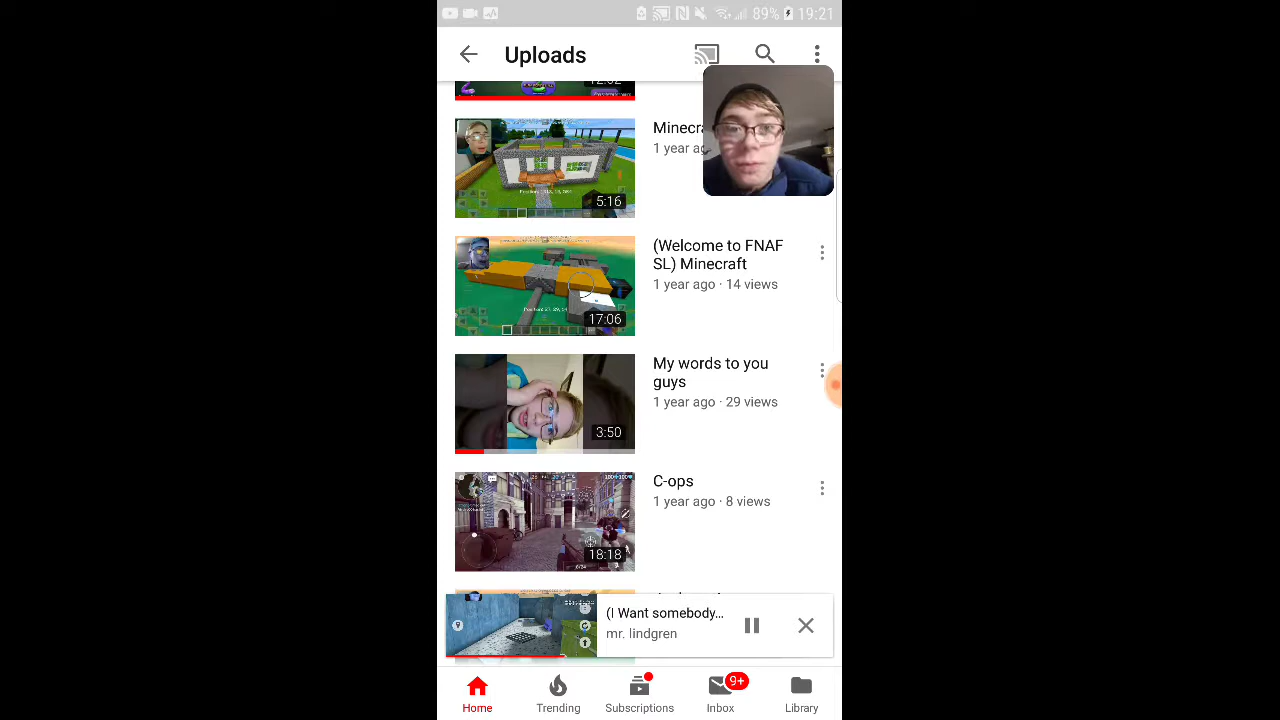 89% 19:21
Uploads
Minecra
1 year ag
5:16
(Welcome to FNAF
SL) Minecraft
1 year ago · 14 views
17:06
My words to you
guys
1 year ago · 29 views
3:50
C-ops
1 year ago · 8 views
18:18
(I Want somebody...
mr. lindgren
9+
Home Trending Subscriptions Inbox Library